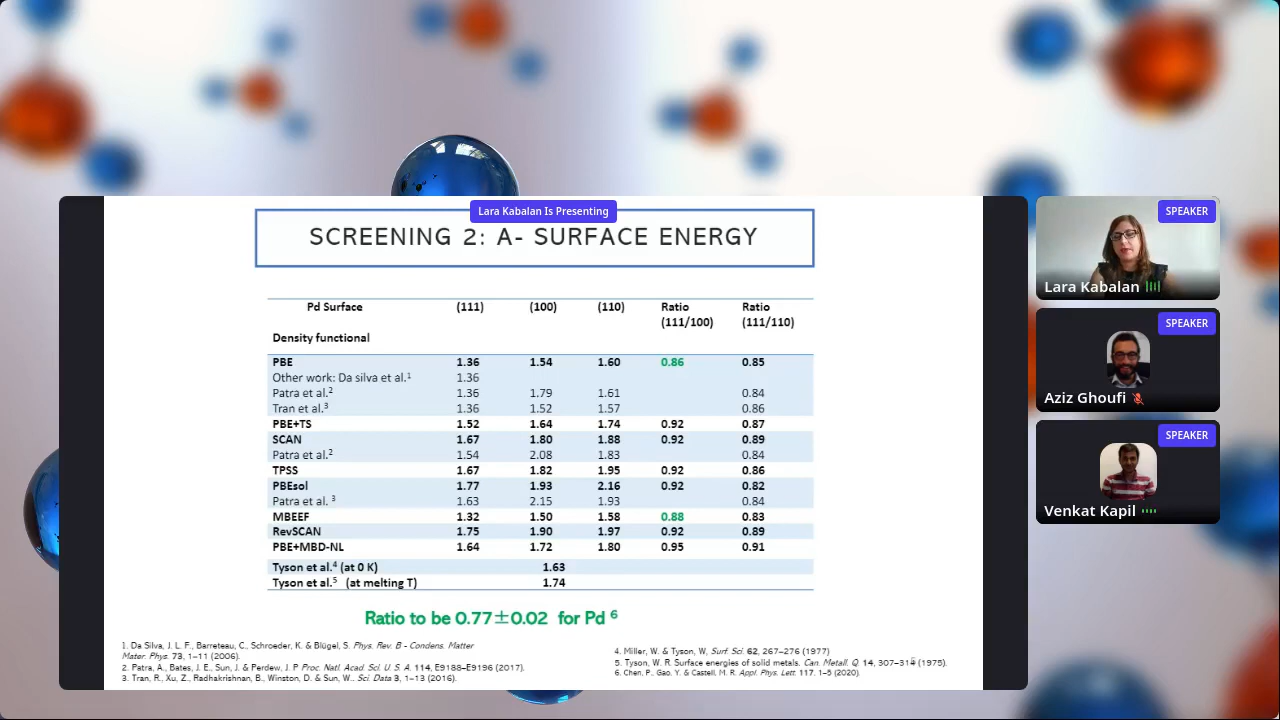 Lara Kabalan Is Presenting
SCREENING 2: A- SURFACE ENERGY
Pd Surface (111) (100) (110) Ratio (111/100) Ratio (111/110)
Density functional
PBE 1.36 1.54 1.60 0.86 0.85
Other work: Da silva et al.1 1.36
Patra et al.2 1.36 1.79 1.61 0.84
Tran et al.3 1.36 1.52 1.57 0.86
PBE+TS 1.52 1.64 1.74 0.92 0.87
SCAN 1.67 1.80 1.88 0.92 0.89
Patra et al.2 1.54 2.08 1.83 0.84
TPSS 1.67 1.82 1.95 0.92 0.86
PBEsol 1.77 1.93 2.16 0.92 0.82
Patra et al. 3 1.63 2.15 1.93 0.84
MBEEF 1.32 1.50 1.58 0.88 0.83
RevSCAN 1.75 1.90 1.97 0.92 0.89
PBE+MBD-NL 1.64 1.72 1.80 0.95 0.91
Tyson et al.4 (at 0 K) 1.63
Tyson et al.5 (at melting T) 1.74
Ratio to be 0.77±0.02 for Pd 6
1. Da Silva, J. L. F., Barreteau, C., Schroeder, K. & Blügel, S. Phys. Rev. B - Condens. Matter
Mater. Phys. 73, 1–11 (2006).
2. Patra, A., Bates, J. E., Sun, J. & Perdew, J. P. Proc. Natl. Acad. Sci. U. S. A. 114, E9188–E9196 (2017).
3. Tran, R., Xu, Z., Radhakrishnan, B., Winston, D. & Sun, W.. Sci. Data 3, 1–13 (2016).
4. Miller, W. & Tyson, W, Surf. Sci. 62, 267–276 (1977)
5. Tyson, W. R. Surface energies of solid metals. Can. Metall. Q. 14, 307–314 (1975).
6. Chen, P., Gao, Y. & Castell, M. R. Appl. Phys. Lett. 117, 1–5 (2020).
SPEAKER
Lara Kabalan
SPEAKER
Aziz Ghoufi
SPEAKER
Venkat Kapil